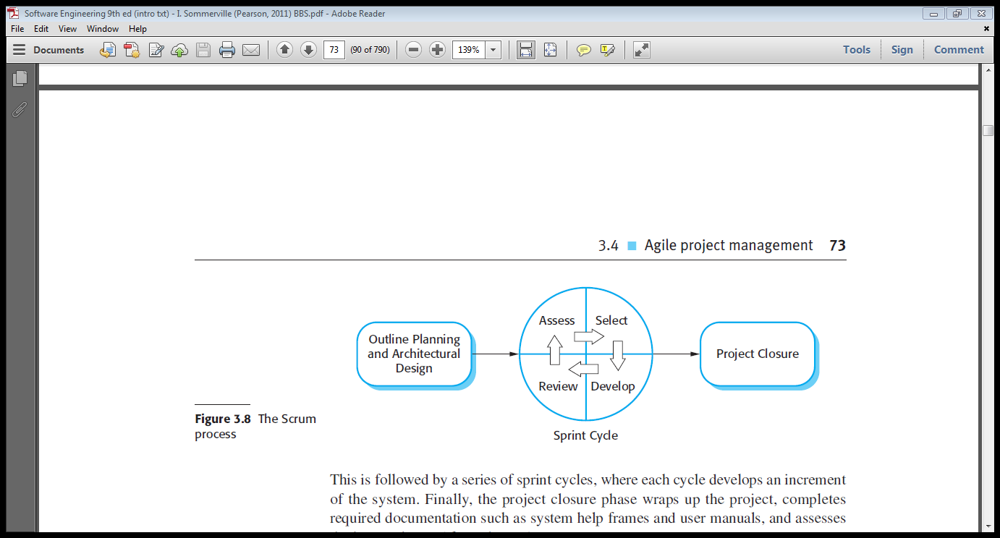 Software Engineering 9th ed (intro txt) - I. Sommerville (Pearson, 2011) BBS.pdf - Adobe Reader
File Edit View Window Help
Documents 73 (90 of 790) 139% Tools Sign Comment
3.4 ■ Agile project management 73
Assess Select
Outline Planning
and Architectural
Design
Project Closure
Review Develop
Sprint Cycle
Figure 3.8 The Scrum
process
This is followed by a series of sprint cycles, where each cycle develops an increment
of the system. Finally, the project closure phase wraps up the project, completes
required documentation such as system help frames and user manuals, and assesses